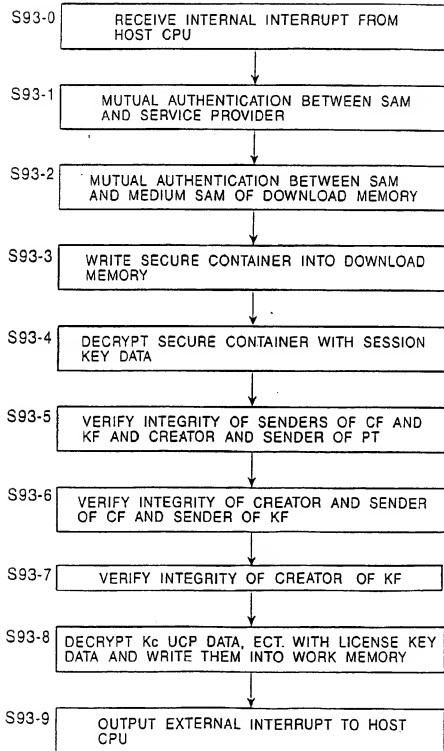 S93-0
RECEIVE INTERNAL INTERRUPT FROM
HOST CPU
S93-1
MUTUAL AUTHENTICATION BETWEEN SAM
AND SERVICE PROVIDER
S93-2
MUTUAL AUTHENTICATION BETWEEN SAM
AND MEDIUM SAM OF DOWNLOAD MEMORY
S93-3
WRITE SECURE CONTAINER INTO DOWNLOAD
MEMORY
S93-4
DECRYPT SECURE CONTAINER WITH SESSION
KEY DATA
S93-5
VERIFY INTEGRITY OF SENDERS OF CF AND
KF AND CREATOR AND SENDER OF PT
S93-6
VERIFY INTEGRITY OF CREATOR AND SENDER
OF CF AND SENDER OF KF
S93-7
VERIFY INTEGRITY OF CREATOR OF KF
S93-8
DECRYPT Kc UCP DATA, ECT. WITH LICENSE KEY
DATA AND WRITE THEM INTO WORK MEMORY
S93-9
OUTPUT EXTERNAL INTERRUPT TO HOST
CPU